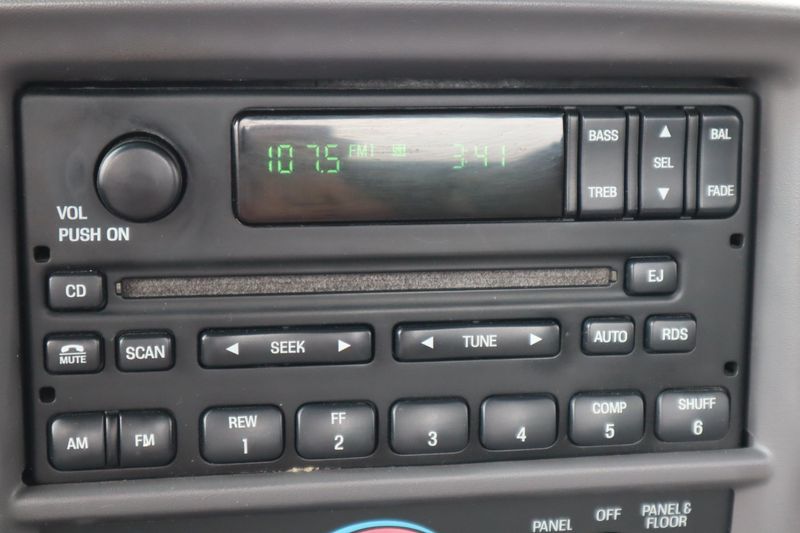 107.5 FM1 3:41
BASS
TREB
SEL
BAL
FADE
VOL
PUSH ON
CD
EJ
MUTE
SCAN
SEEK
TUNE
AUTO
RDS
AM
FM
REW
1
FF
2
3
4
COMP
5
SHUFF
6
PANEL
OFF
PANEL &
FLOOR